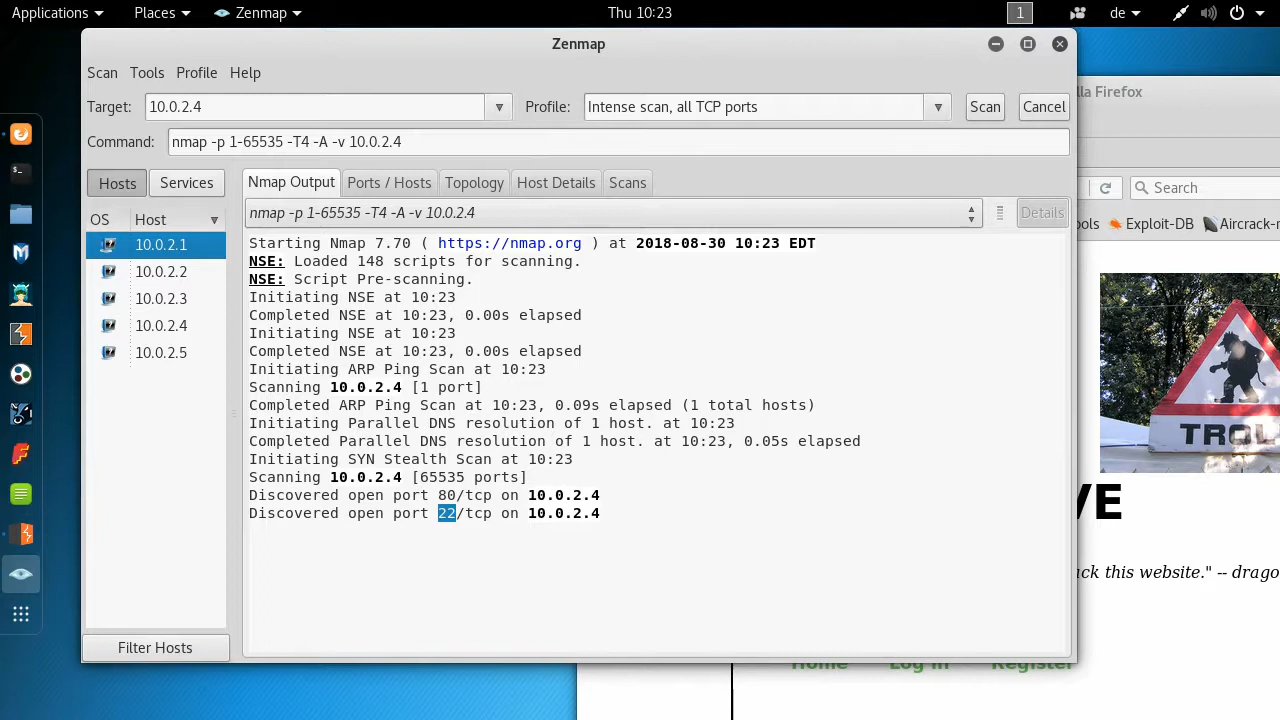 Applications Places Zenmap Thu 10:23 1 de
Zenmap
Scan Tools Profile Help
Target: 10.0.2.4 Profile: Intense scan, all TCP ports Scan Cancel
Command: nmap -p 1-65535 -T4 -A -v 10.0.2.4
Hosts Services Nmap Output Ports / Hosts Topology Host Details Scans
OS Host
nmap -p 1-65535 -T4 -A -v 10.0.2.4 Details
10.0.2.1
10.0.2.2
10.0.2.3
10.0.2.4
10.0.2.5
Filter Hosts
Starting Nmap 7.70 ( https://nmap.org ) at 2018-08-30 10:23 EDT
NSE: Loaded 148 scripts for scanning.
NSE: Script Pre-scanning.
Initiating NSE at 10:23
Completed NSE at 10:23, 0.00s elapsed
Initiating NSE at 10:23
Completed NSE at 10:23, 0.00s elapsed
Initiating ARP Ping Scan at 10:23
Scanning 10.0.2.4 [1 port]
Completed ARP Ping Scan at 10:23, 0.09s elapsed (1 total hosts)
Initiating Parallel DNS resolution of 1 host. at 10:23
Completed Parallel DNS resolution of 1 host. at 10:23, 0.05s elapsed
Initiating SYN Stealth Scan at 10:23
Scanning 10.0.2.4 [65535 ports]
Discovered open port 80/tcp on 10.0.2.4
Discovered open port 22/tcp on 10.0.2.4
Firefox
Search
Exploit-DB
TROL
VE
this website." -- drago
Home Log in Register